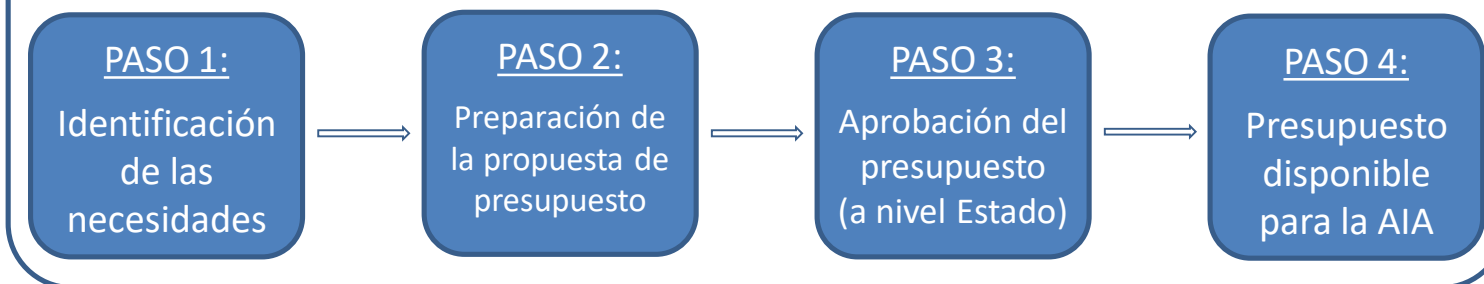 PASO 1:
Identificación
de las
necesidades
PASO 2:
Preparación de
la propuesta de
presupuesto
PASO 3:
Aprobación del
presupuesto
(a nivel Estado)
PASO 4:
Presupuesto
disponible
para la AIA